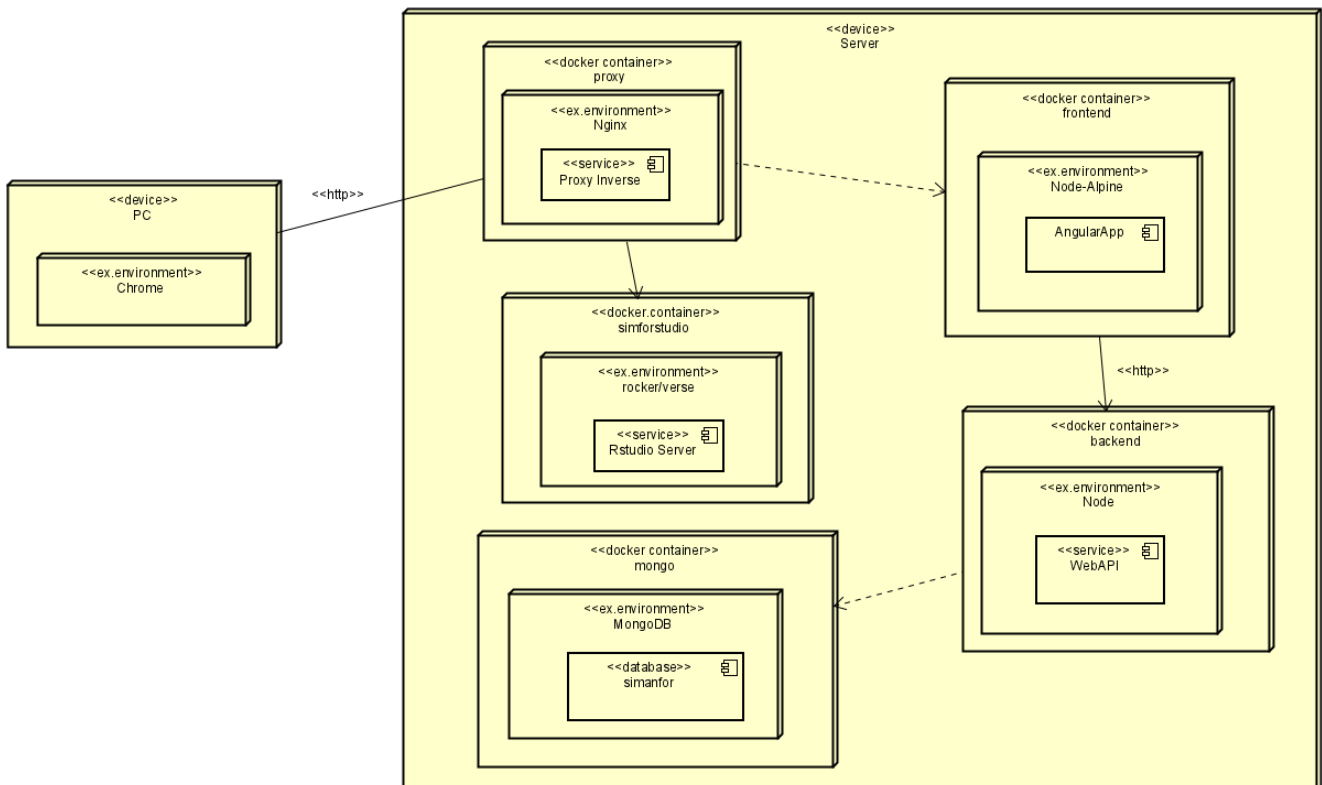 <<device>>
Server
<<docker container>>
proxy
<<ex.environment>>
Nginx
<<service>>
Proxy Inverse
<<docker container>>
frontend
<<ex.environment>>
Node-Alpine
AngularApp
<<http>>
<<device>>
PC
<<ex.environment>>
Chrome
<<docker.container>>
simforstudio
<<ex.environment>>
rocker/verse
<<service>>
Rstudio Server
<<http>>
<<docker container>>
backend
<<ex.environment>>
Node
<<service>>
WebAPI
<<docker container>>
mongo
<<ex.environment>>
MongoDB
<<database>>
simanfor